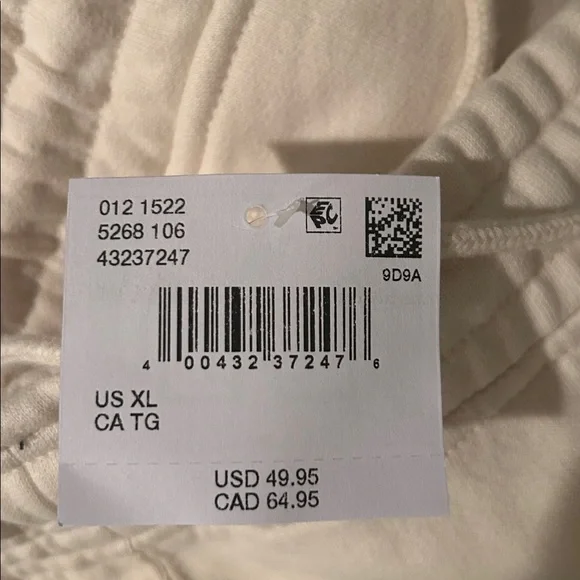 012 1522
5268 106
43237247
9D9A
4 00432 37247 6
US XL
CA TG
USD 49.95
CAD 64.95